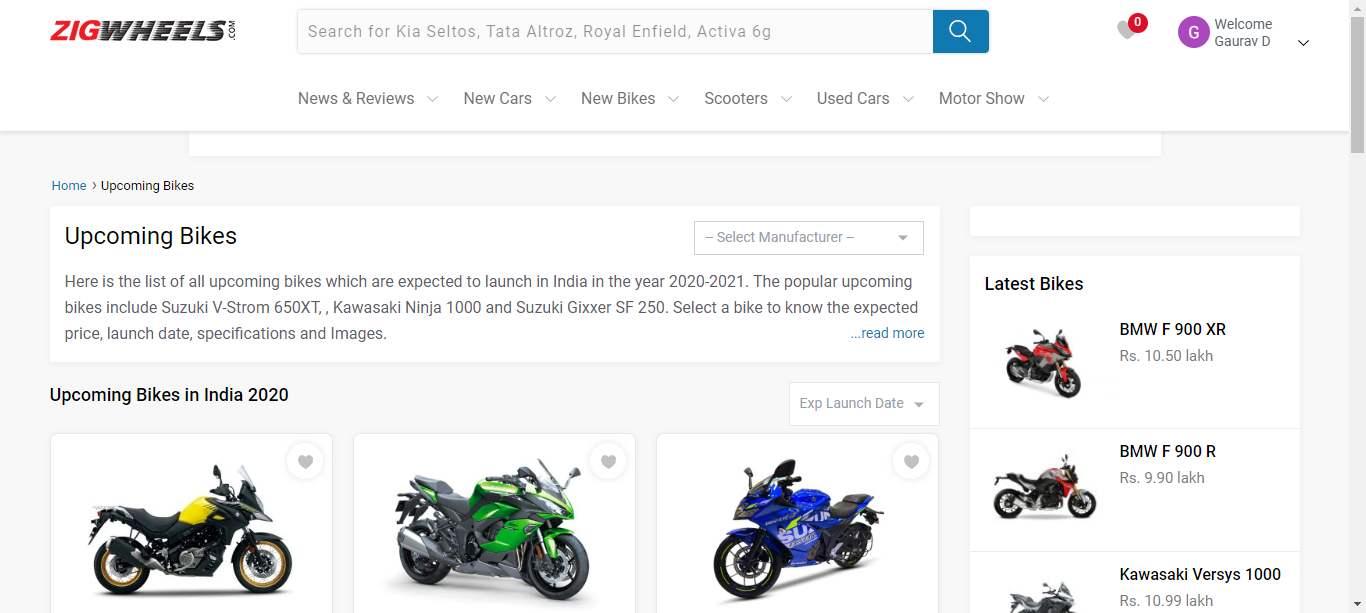 ZIGWHEELS.COM
Search for Kia Seltos, Tata Altroz, Royal Enfield, Activa 6g
0
G
Welcome
Gaurav D
News & Reviews
New Cars
New Bikes
Scooters
Used Cars
Motor Show
Home › Upcoming Bikes
Upcoming Bikes
-- Select Manufacturer --
Here is the list of all upcoming bikes which are expected to launch in India in the year 2020-2021. The popular upcoming
bikes include Suzuki V-Strom 650XT, , Kawasaki Ninja 1000 and Suzuki Gixxer SF 250. Select a bike to know the expected
price, launch date, specifications and Images.
...read more
Upcoming Bikes in India 2020
Exp Launch Date
SUZUKI
Latest Bikes
BMW F 900 XR
Rs. 10.50 lakh
BMW F 900 R
Rs. 9.90 lakh
Kawasaki Versys 1000
Rs. 10.99 lakh